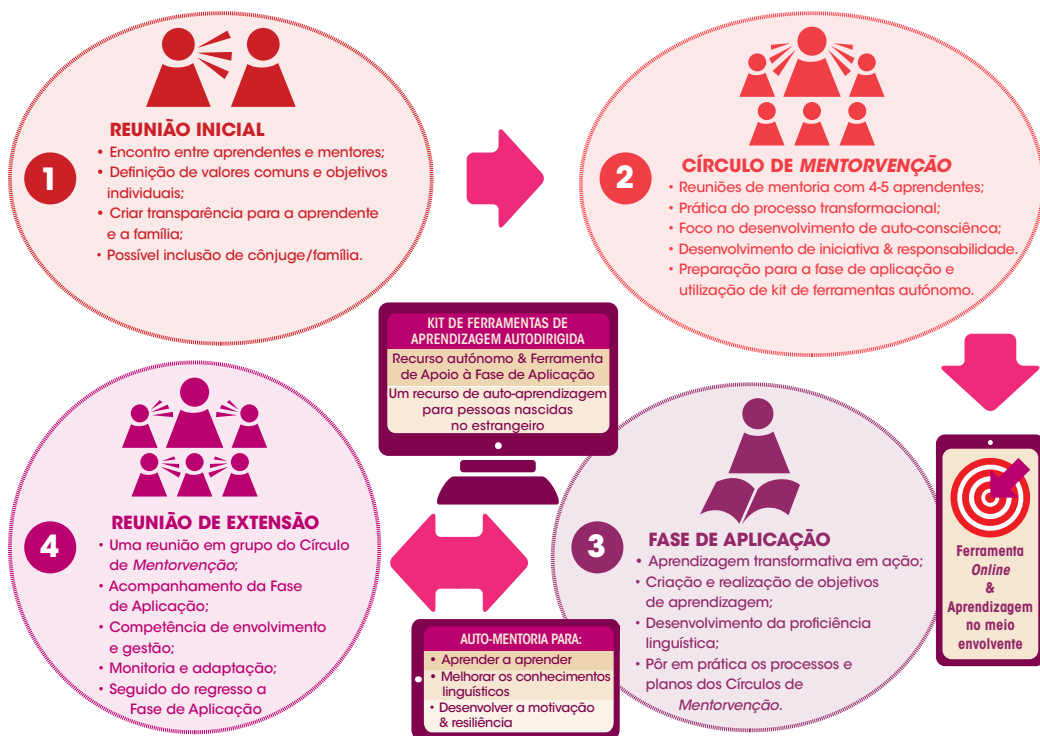 1
REUNIÃO INICIAL
• Encontro entre aprendentes e mentores;
• Definição de valores comuns e objetivos
individuais;
• Criar transparência para a aprendente
e a família;
• Possível inclusão de cônjuge/família.
2
CÍRCULO DE MENTORVENÇÃO
• Reuniões de mentoria com 4-5 aprendentes;
• Prática do processo transformacional;
• Foco no desenvolvimento de auto-consciênca;
• Desenvolvimento de iniciativa & responsabilidade.
• Preparação para a fase de aplicação e
utilização de kit de ferramentas autónomo.
KIT DE FERRAMENTAS DE
APRENDIZAGEM AUTODIRIGIDA
Recurso autónomo & Ferramenta
de Apoio à Fase de Aplicação
Um recurso de auto-aprendizagem
para pessoas nascidas
no estrangeiro
4
REUNIÃO DE EXTENSÃO
• Uma reunião em grupo do Círculo
de Mentorvenção;
• Acompanhamento da Fase
de Aplicação;
• Competência de envolvimento
e gestão;
• Monitoria e adaptação;
• Seguido do regresso a
Fase de Aplicação
3
FASE DE APLICAÇÃO
• Aprendizagem transformativa em ação;
• Criação e realização de objetivos
de aprendizagem;
• Desenvolvimento da proficiência
linguística;
• Pôr em prática os processos e
planos dos Círculos de
Mentorvenção.
Ferramenta
Online
&
Aprendizagem
no meio
envolvente
AUTO-MENTORIA PARA:
• Aprender a aprender
• Melhorar os conhecimentos
linguísticos
• Desenvolver a motivação
& resiliência